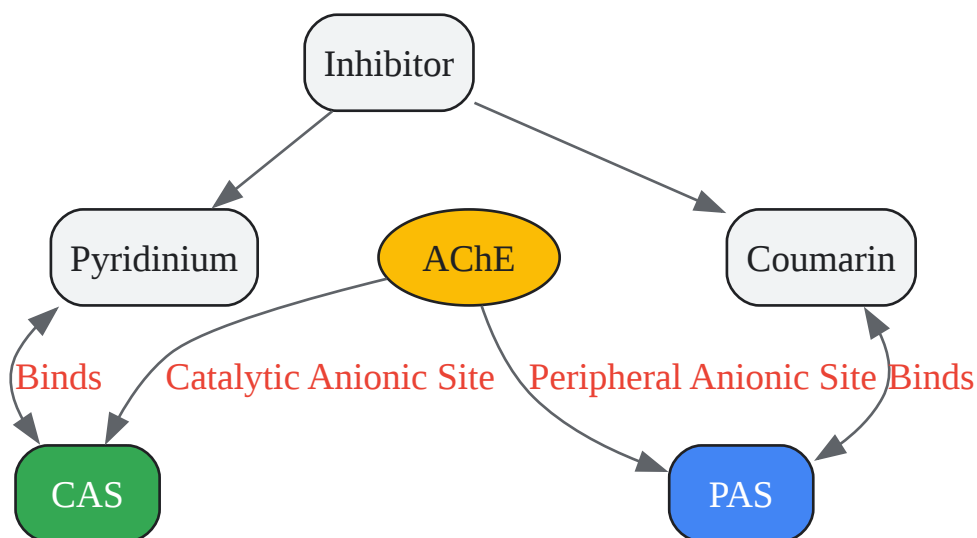 Inhibitor
Pyridinium
AChE
Coumarin
Binds
Catalytic Anionic Site
Peripheral Anionic Site
Binds
CAS
PAS